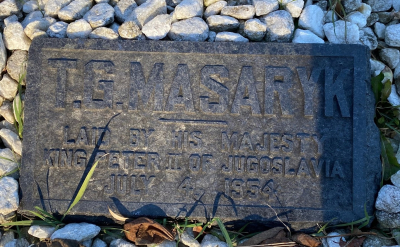 T.G. MASARYK
LAID BY HIS MAJESTY
KING PETER II OF JUGOSLAVIA
JULY 4, 1954